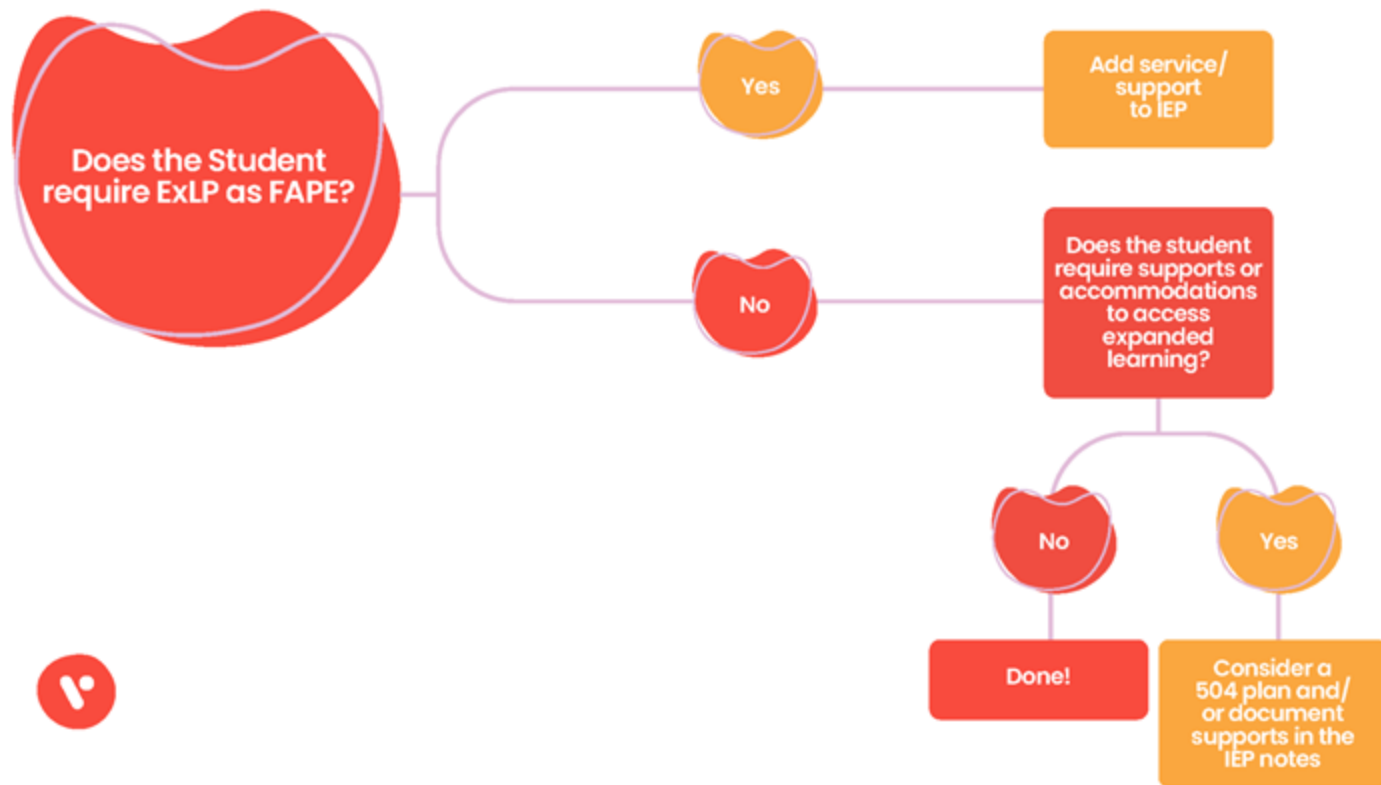 Does the Student
require ExLP as FAPE?
Yes
Add service/
support
to IEP
No
Does the student
require supports or
accommodations
to access
expanded
learning?
No
Yes
Done!
Consider a
504 plan and/
or document
supports in the
IEP notes